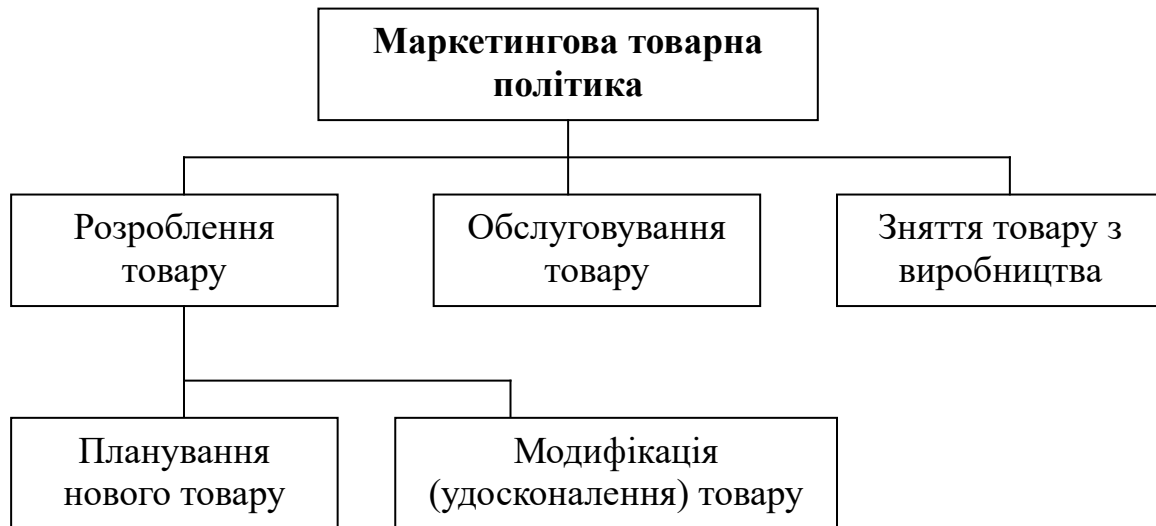 Маркетингова товарна
політика
Розроблення
товару
Обслуговування
товару
Зняття товару з
виробництва
Планування
нового товару
Модифікація
(удосконалення) товару